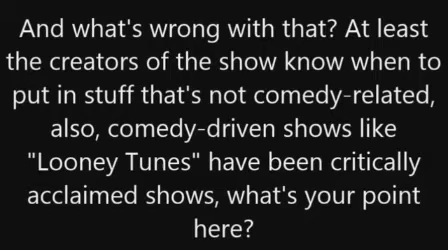 And what's wrong with that? At least
the creators of the show know when to
put in stuff that's not comedy-related,
also, comedy-driven shows like
"Looney Tunes" have been critically
acclaimed shows, what's your point
here?